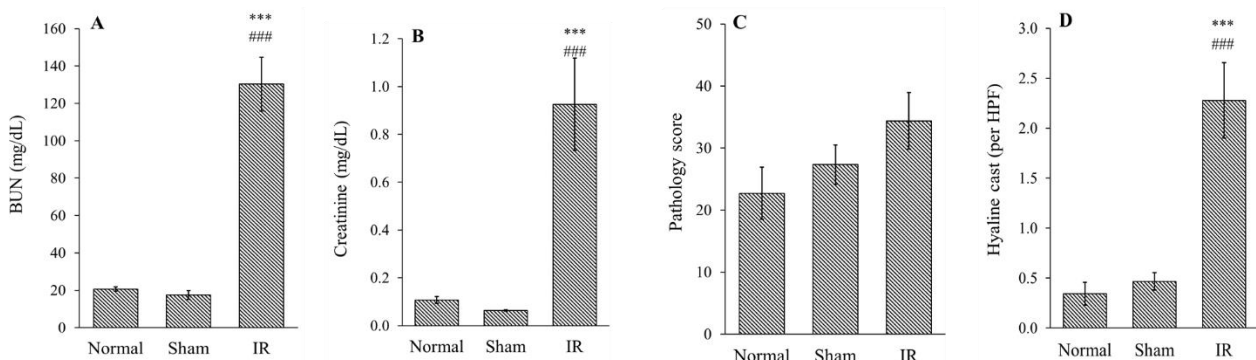 A
BUN (mg/dL)
160
140
120
100
80
60
40
20
0
***
###
Normal Sham IR
B
Creatinine (mg/dL)
1.2
1.0
0.8
0.6
0.4
0.2
0.0
***
###
Normal Sham IR
C
Pathology score
50
40
30
20
10
0
Normal Sham IR
D
Hyaline cast (per HPF)
3.0
2.5
2.0
1.5
1.0
0.5
0.0
***
###
Normal Sham IR